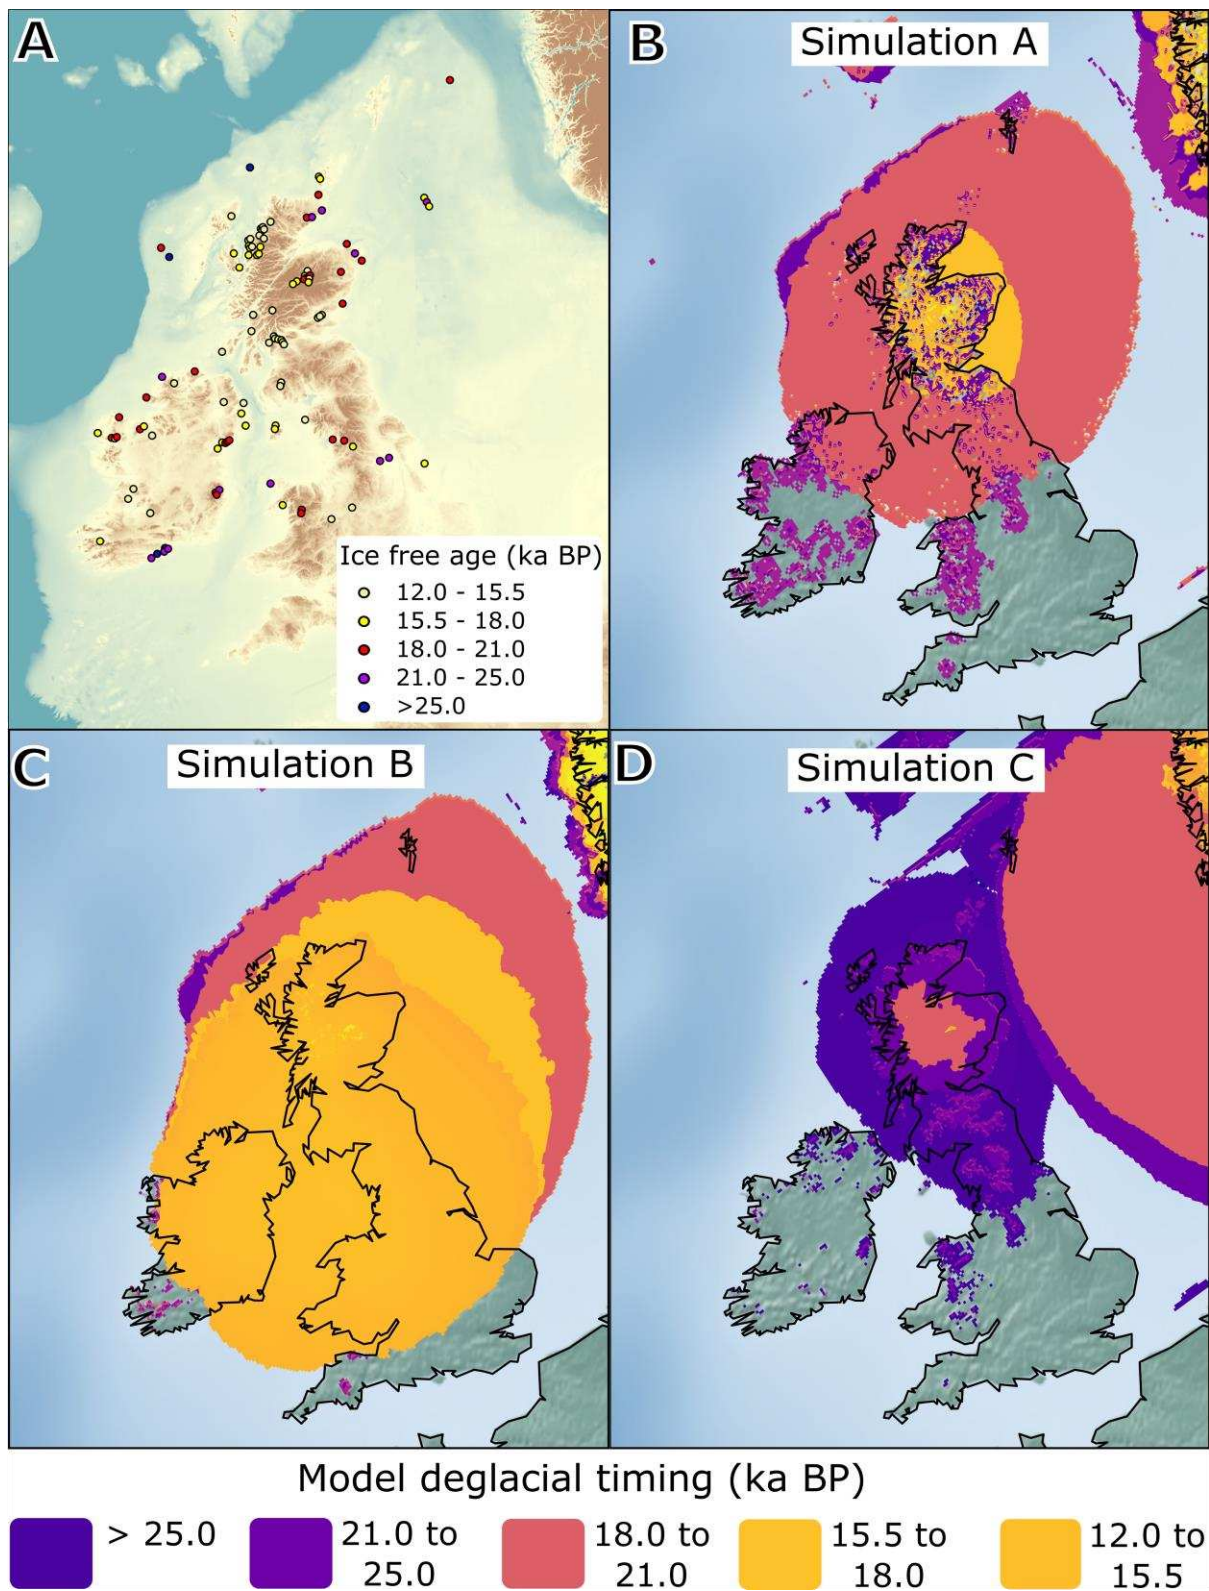 A
B
Simulation A
Ice free age (ka BP)
12.0 - 15.5
15.5 - 18.0
18.0 - 21.0
21.0 - 25.0
>25.0
C
Simulation B
D
Simulation C
Model deglacial timing (ka BP)
> 25.0
21.0 to
25.0
18.0 to
21.0
15.5 to
18.0
12.0 to
15.5